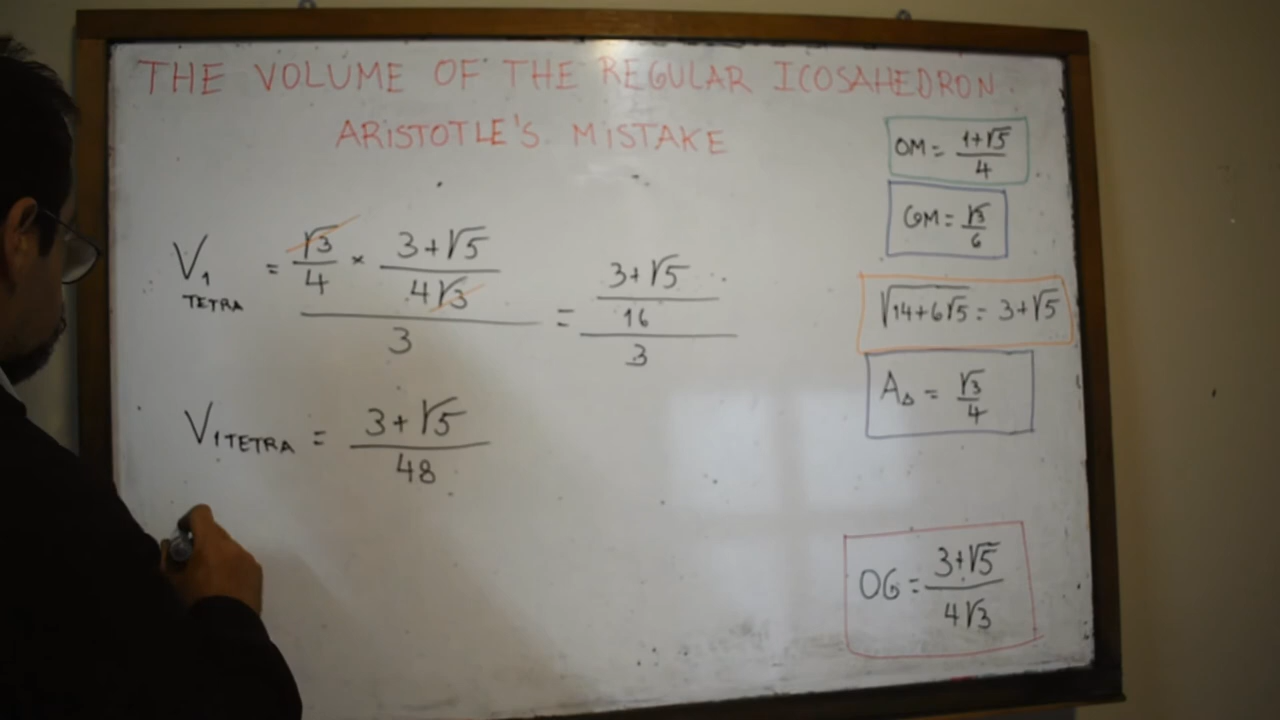 THE VOLUME OF THE REGULAR ICOSAHEDRON
ARISTOTLE'S MISTAKE
V₁ TETRA = (√3/4 × (3+√5)/(4√3))/3 = ((3+√5)/16)/3
V₁TETRA = (3+√5)/48
OM = (1+√5)/4
GM = √3/6
√(14+6√5) = 3+√5
A△ = √3/4
OG = (3+√5)/(4√3)